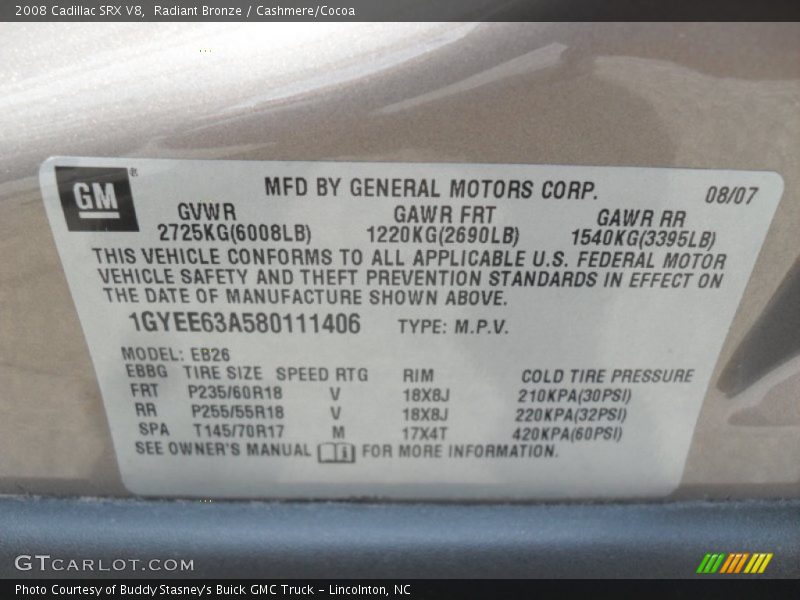 2008 Cadillac SRX V8, Radiant Bronze / Cashmere/Cocoa
GM®
MFD BY GENERAL MOTORS CORP. 08/07
GVWR GAWR FRT GAWR RR
2725KG(6008LB) 1220KG(2690LB) 1540KG(3395LB)
THIS VEHICLE CONFORMS TO ALL APPLICABLE U.S. FEDERAL MOTOR
VEHICLE SAFETY AND THEFT PREVENTION STANDARDS IN EFFECT ON
THE DATE OF MANUFACTURE SHOWN ABOVE.
1GYEE63A580111406 TYPE: M.P.V.
MODEL: EB26
EBBG TIRE SIZE SPEED RTG RIM COLD TIRE PRESSURE
FRT P235/60R18 V 18X8J 210KPA(30PSI)
RR P255/55R18 V 18X8J 220KPA(32PSI)
SPA T145/70R17 M 17X4T 420KPA(60PSI)
SEE OWNER'S MANUAL FOR MORE INFORMATION.
GTCARLOT.COM
Photo Courtesy of Buddy Stasney's Buick GMC Truck - Lincolnton, NC